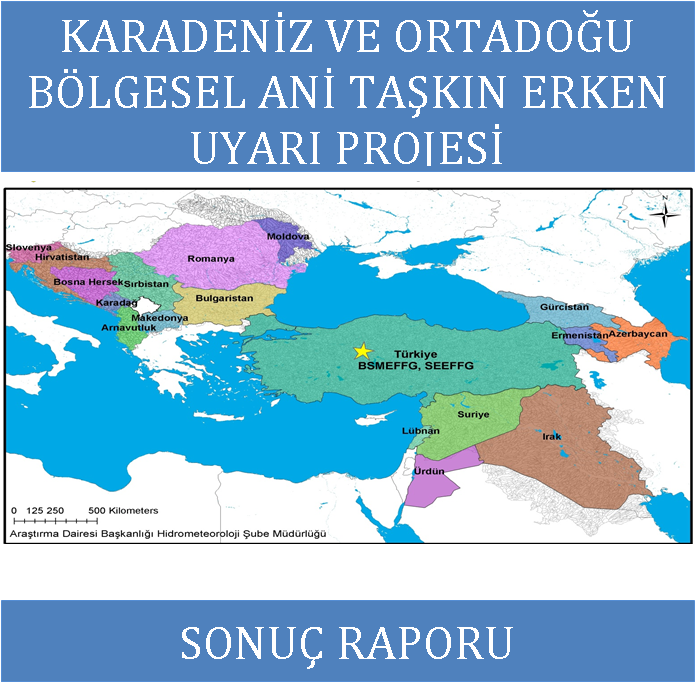 KARADENİZ VE ORTADOĞU
BÖLGESEL ANİ TAŞKIN ERKEN
UYARI PROJESİ
N
Moldova
Slovenya
Hırvatistan
Romanya
Bosna Hersek
Sırbistan
Bulgaristan
Karadağ
Makedonya
Arnavutluk
Gürcistan
Ermenistan
Azerbaycan
Türkiye
BSMEFFG, SEEFFG
Suriye
Lübnan
Irak
Ürdün
0 125 250 500 Kilometers
Araştırma Dairesi Başkanlığı Hidrometeoroloji Şube Müdürlüğü
SONUÇ RAPORU